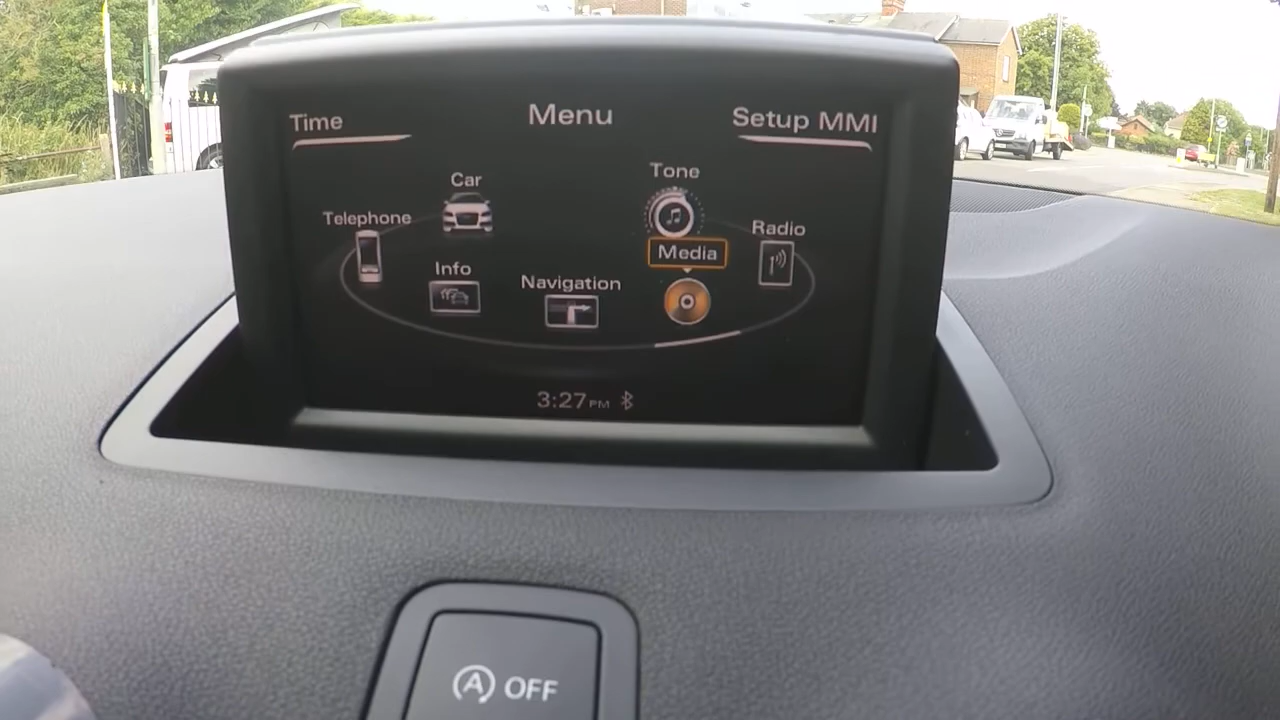 Time
Menu
Setup MMI
Car
Tone
Telephone
Radio
Media
Info
Navigation
3:27 PM
A OFF